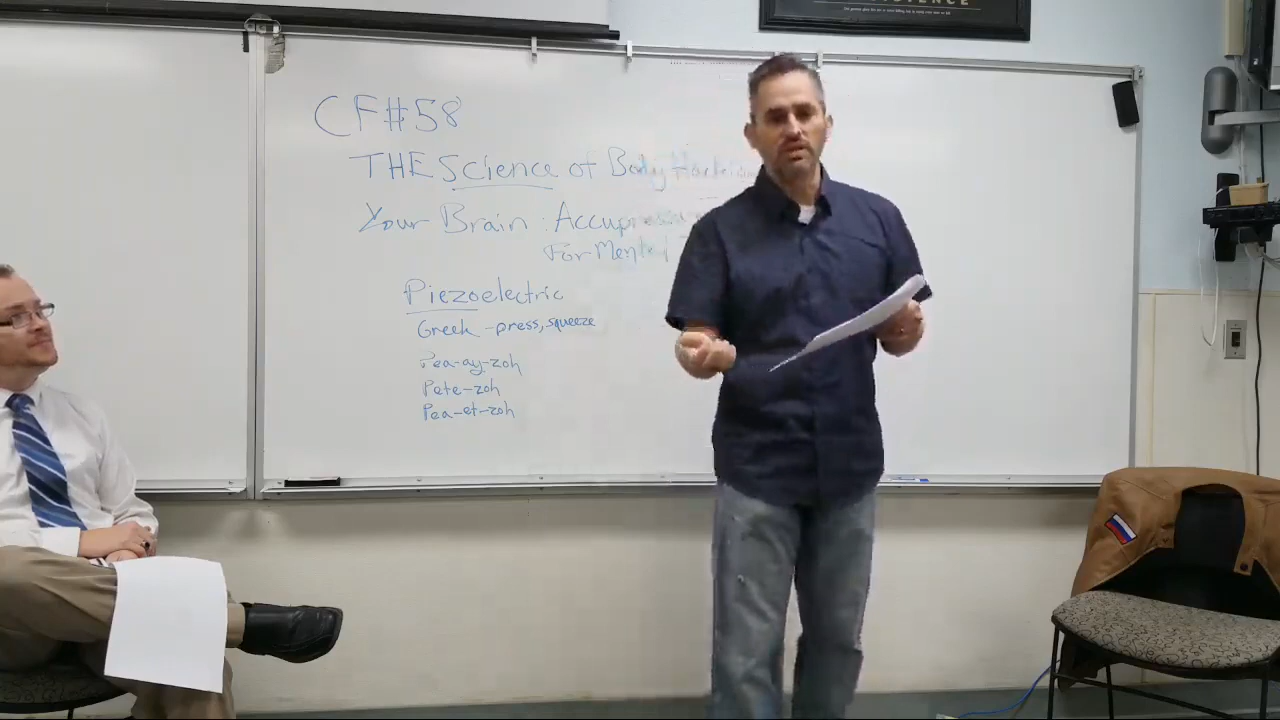 CF#58
THE Science of Body
Your Brain: Accupressure
For Mental
Piezoelectric
Greek - press, squeeze
Pea-ay-zoh
Pete-zoh
Pea-et-zoh